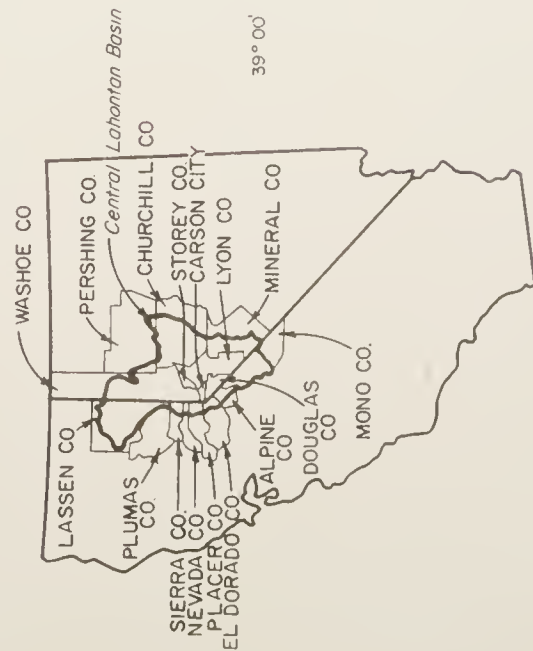 WASHOE CO
PERSHING CO.
Central Lahontan Basin
CHURCHILL CO
STOREY CO.
CARSON CITY
LYON CO
MINERAL CO
39° 00'
LASSEN CO
PLUMAS
CO.
SIERRA CO.
NEVADA CO
PLACER CO
EL DORADO CO
ALPINE
CO
DOUGLAS
CO
MONO CO.